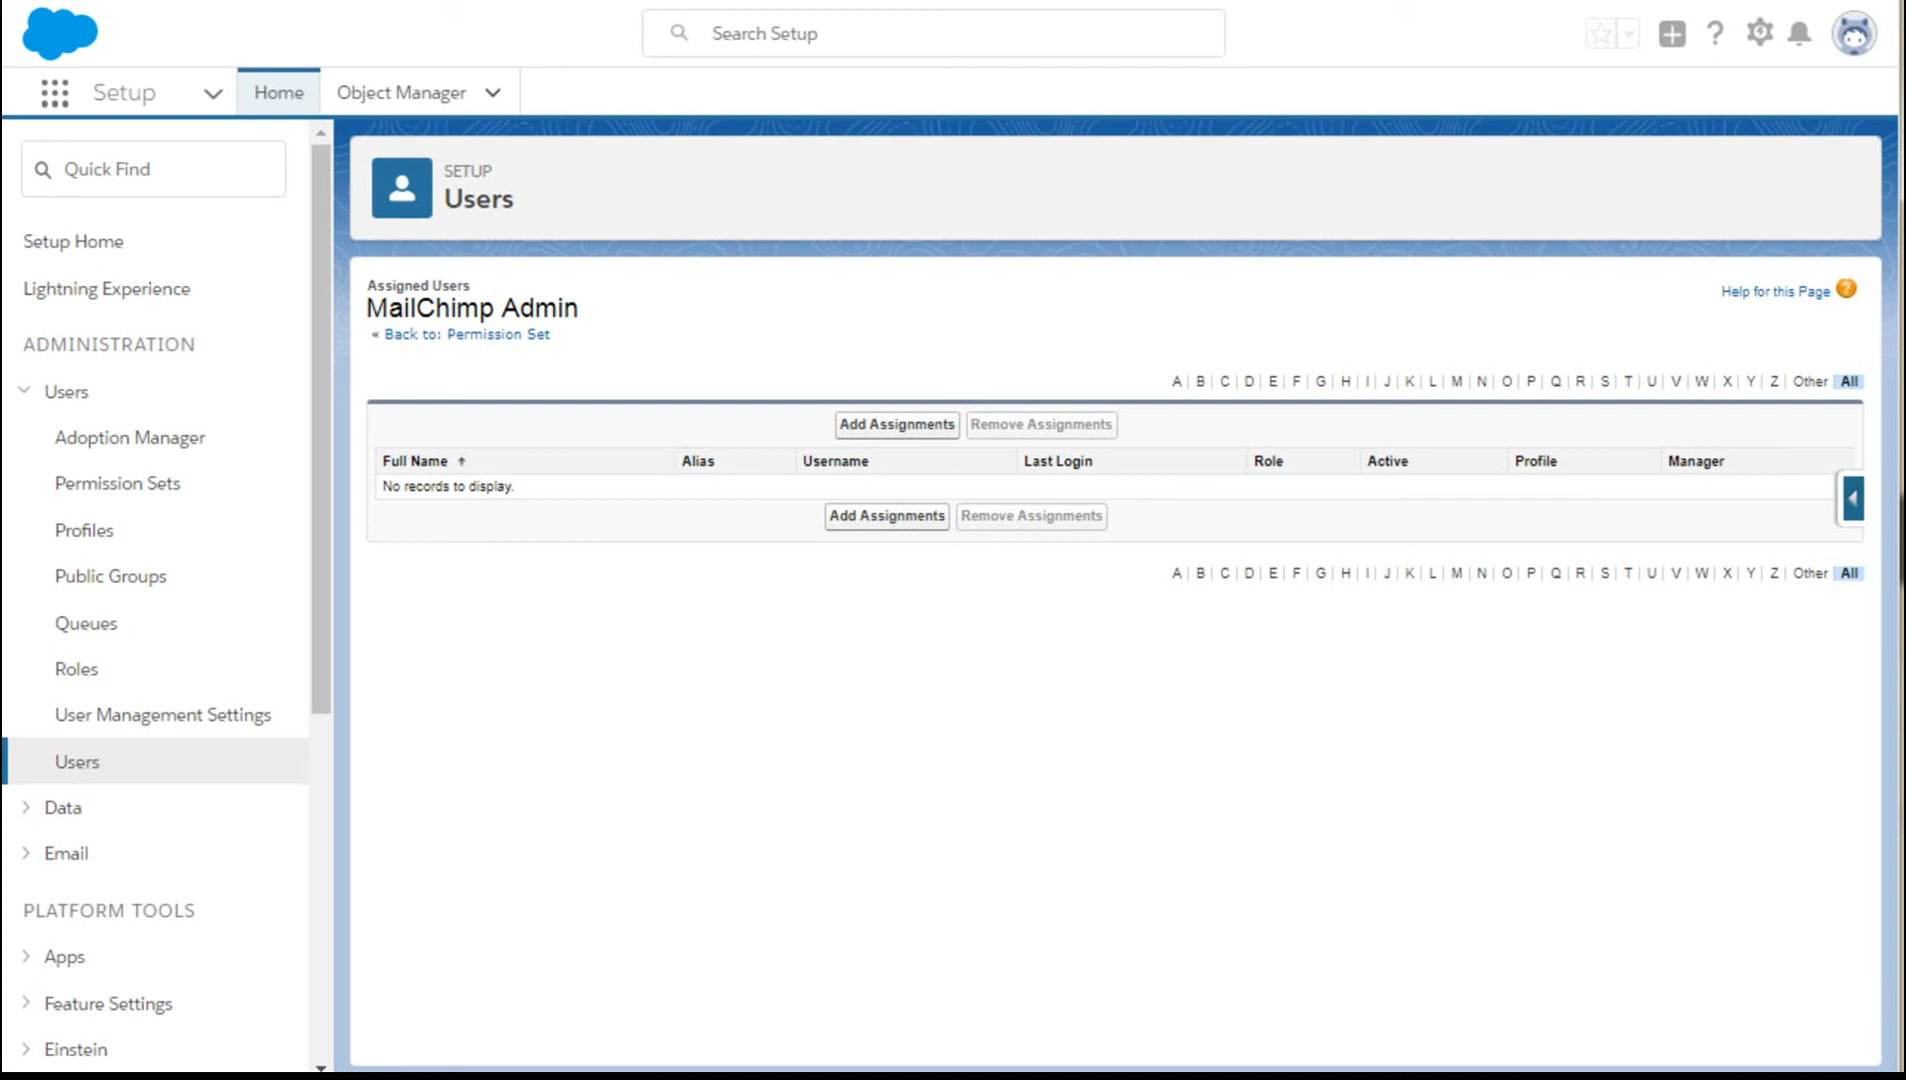 Search Setup
Setup
Home
Object Manager
Quick Find
Setup Home
Lightning Experience
ADMINISTRATION
Users
Adoption Manager
Permission Sets
Profiles
Public Groups
Queues
Roles
User Management Settings
Users
Data
Email
PLATFORM TOOLS
Apps
Feature Settings
Einstein
SETUP
Users
Assigned Users
MailChimp Admin
« Back to: Permission Set
Help for this Page ?
A | B | C | D | E | F | G | H | I | J | K | L | M | N | O | P | Q | R | S | T | U | V | W | X | Y | Z | Other All
Add Assignments Remove Assignments
Full Name ↑ Alias Username Last Login Role Active Profile Manager
No records to display.
Add Assignments Remove Assignments
A | B | C | D | E | F | G | H | I | J | K | L | M | N | O | P | Q | R | S | T | U | V | W | X | Y | Z | Other All